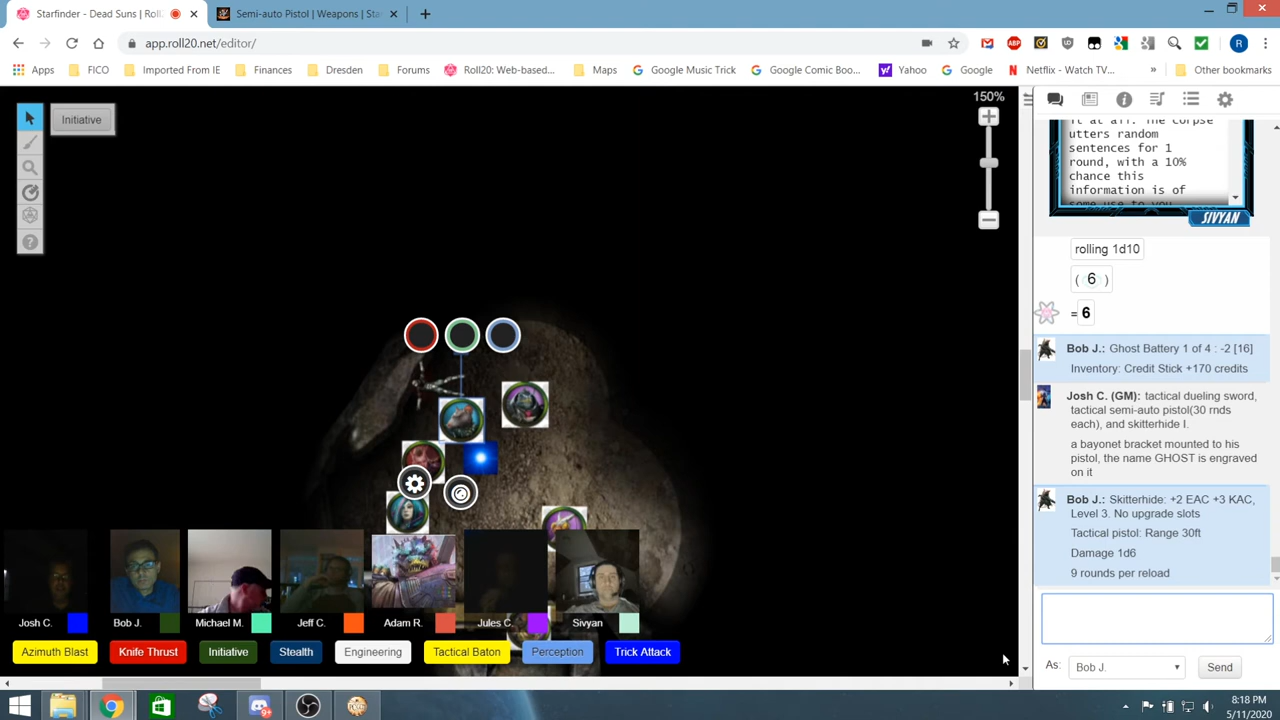 Starfinder - Dead Suns | Roll
Semi-auto Pistol | Weapons | Sta
app.roll20.net/editor/
Apps
FICO
Imported From IE
Finances
Dresden
Forums
Roll20: Web-based...
Maps
Google Music Trick
Google Comic Boo...
Yahoo
Google
Netflix - Watch TV...
Other bookmarks
Initiative
150%
utters random
sentences for 1
round, with a 10%
chance this
information is of
some use to you
SIVYAN
rolling 1d10
( 6 )
= 6
Bob J.: Ghost Battery 1 of 4 : -2 [16]
Inventory: Credit Stick +170 credits
Josh C. (GM): tactical dueling sword,
tactical semi-auto pistol(30 rnds
each), and skitterhide I.
a bayonet bracket mounted to his
pistol, the name GHOST is engraved
on it
Bob J.: Skitterhide: +2 EAC +3 KAC,
Level 3. No upgrade slots
Tactical pistol: Range 30ft
Damage 1d6
9 rounds per reload
Josh C.
Bob J.
Michael M.
Jeff C.
Adam R.
Jules C.
Sivyan
Azimuth Blast
Knife Thrust
Initiative
Stealth
Engineering
Tactical Baton
Perception
Trick Attack
As:
Bob J.
Send
8:18 PM
5/11/2020